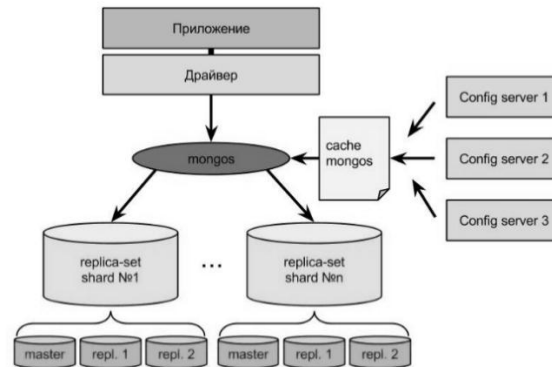 Приложение
Драйвер
mongos
cache
mongos
Config server 1
Config server 2
Config server 3
replica-set
shard №1
...
replica-set
shard №n
master
repl. 1
repl. 2
master
repl. 1
repl. 2